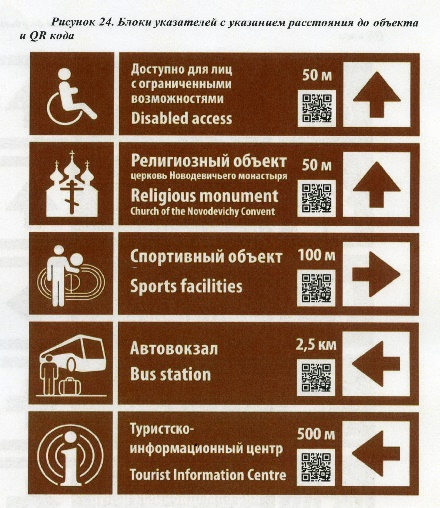 Рисунок 24. Блоки указателей с указанием расстояния до объекта
и QR кода
Доступно для лиц
с ограниченными
возможностями
Disabled access
50 м
Религиозный объект
церковь Новодевичьего монастыря
Religious monument
Church of the Novodevichy Convent
50 м
Спортивный объект
Sports facilities
100 м
Автовокзал
Bus station
2,5 км
Туристско-
информационный центр
Tourist Information Centre
500 м